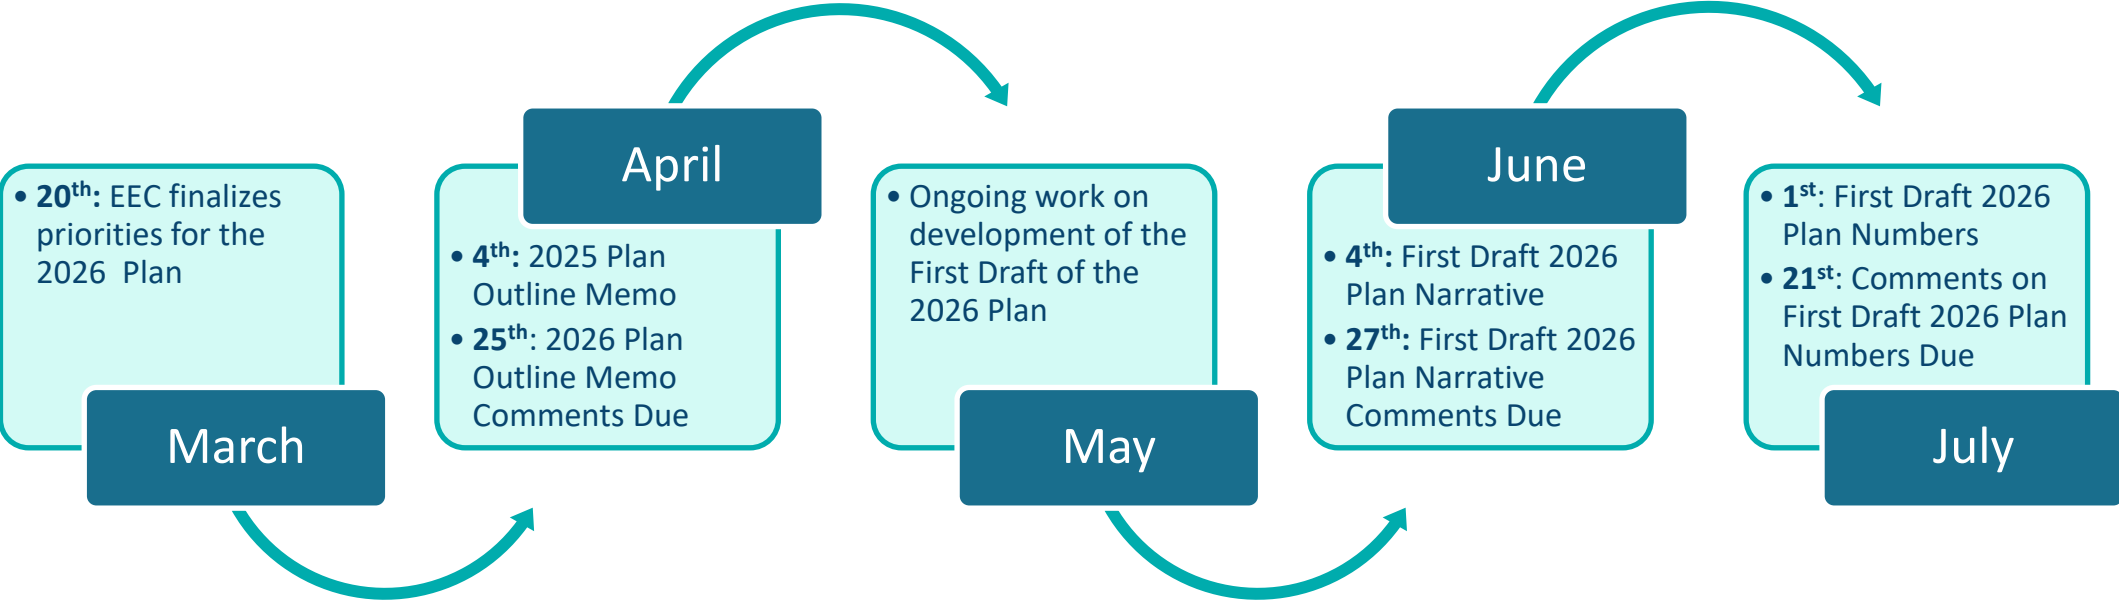 • 20th: EEC finalizes
priorities for the
2026 Plan
March
April
• 4th: 2025 Plan
Outline Memo
• 25th: 2026 Plan
Outline Memo
Comments Due
• Ongoing work on
development of the
First Draft of the
2026 Plan
May
June
• 4th: First Draft 2026
Plan Narrative
• 27th: First Draft 2026
Plan Narrative
Comments Due
• 1st: First Draft 2026
Plan Numbers
• 21st: Comments on
First Draft 2026 Plan
Numbers Due
July